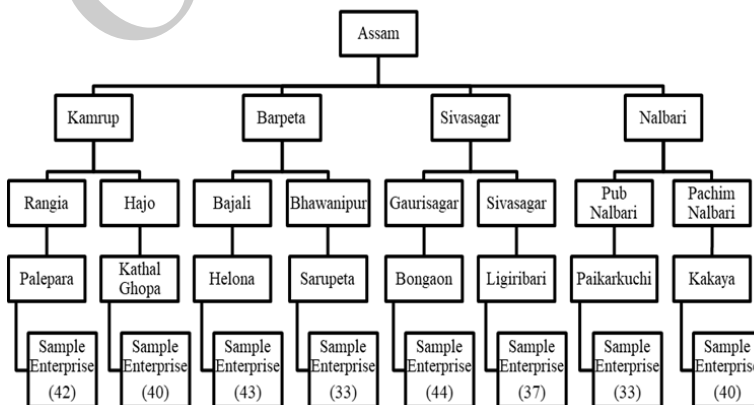 Assam
Kamrup
Barpeta
Sivasagar
Nalbari
Rangia
Hajo
Bajali
Bhawanipur
Gaurisagar
Sivasagar
Pub
Nalbari
Pachim
Nalbari
Palepara
Kathal
Ghopa
Helona
Sarupeta
Bongaon
Ligiribari
Paikarkuchi
Kakaya
Sample
Enterprise
(42)
Sample
Enterprise
(40)
Sample
Enterprise
(43)
Sample
Enterprise
(33)
Sample
Enterprise
(44)
Sample
Enterprise
(37)
Sample
Enterprise
(33)
Sample
Enterprise
(40)